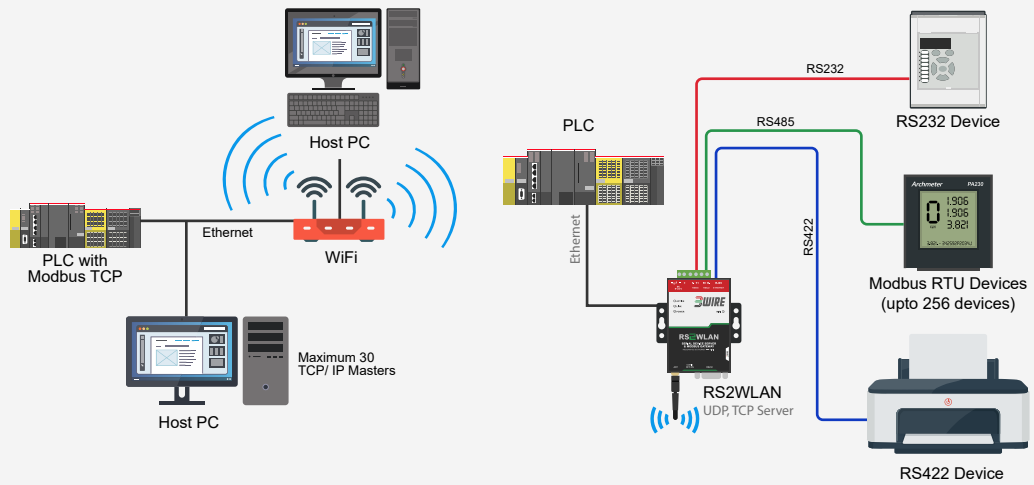 Host PC
Ethernet
WiFi
PLC with
Modbus TCP
Host PC
Maximum 30
TCP/ IP Masters
PLC
Ethernet
RS232
RS485
RS422
RS232 Device
Archmeter PA230
0
1.906
1.906
3.821
Modbus RTU Devices
(upto 256 devices)
3WIRE
RS2WLAN
RS2WLAN
UDP, TCP Server
RS422 Device